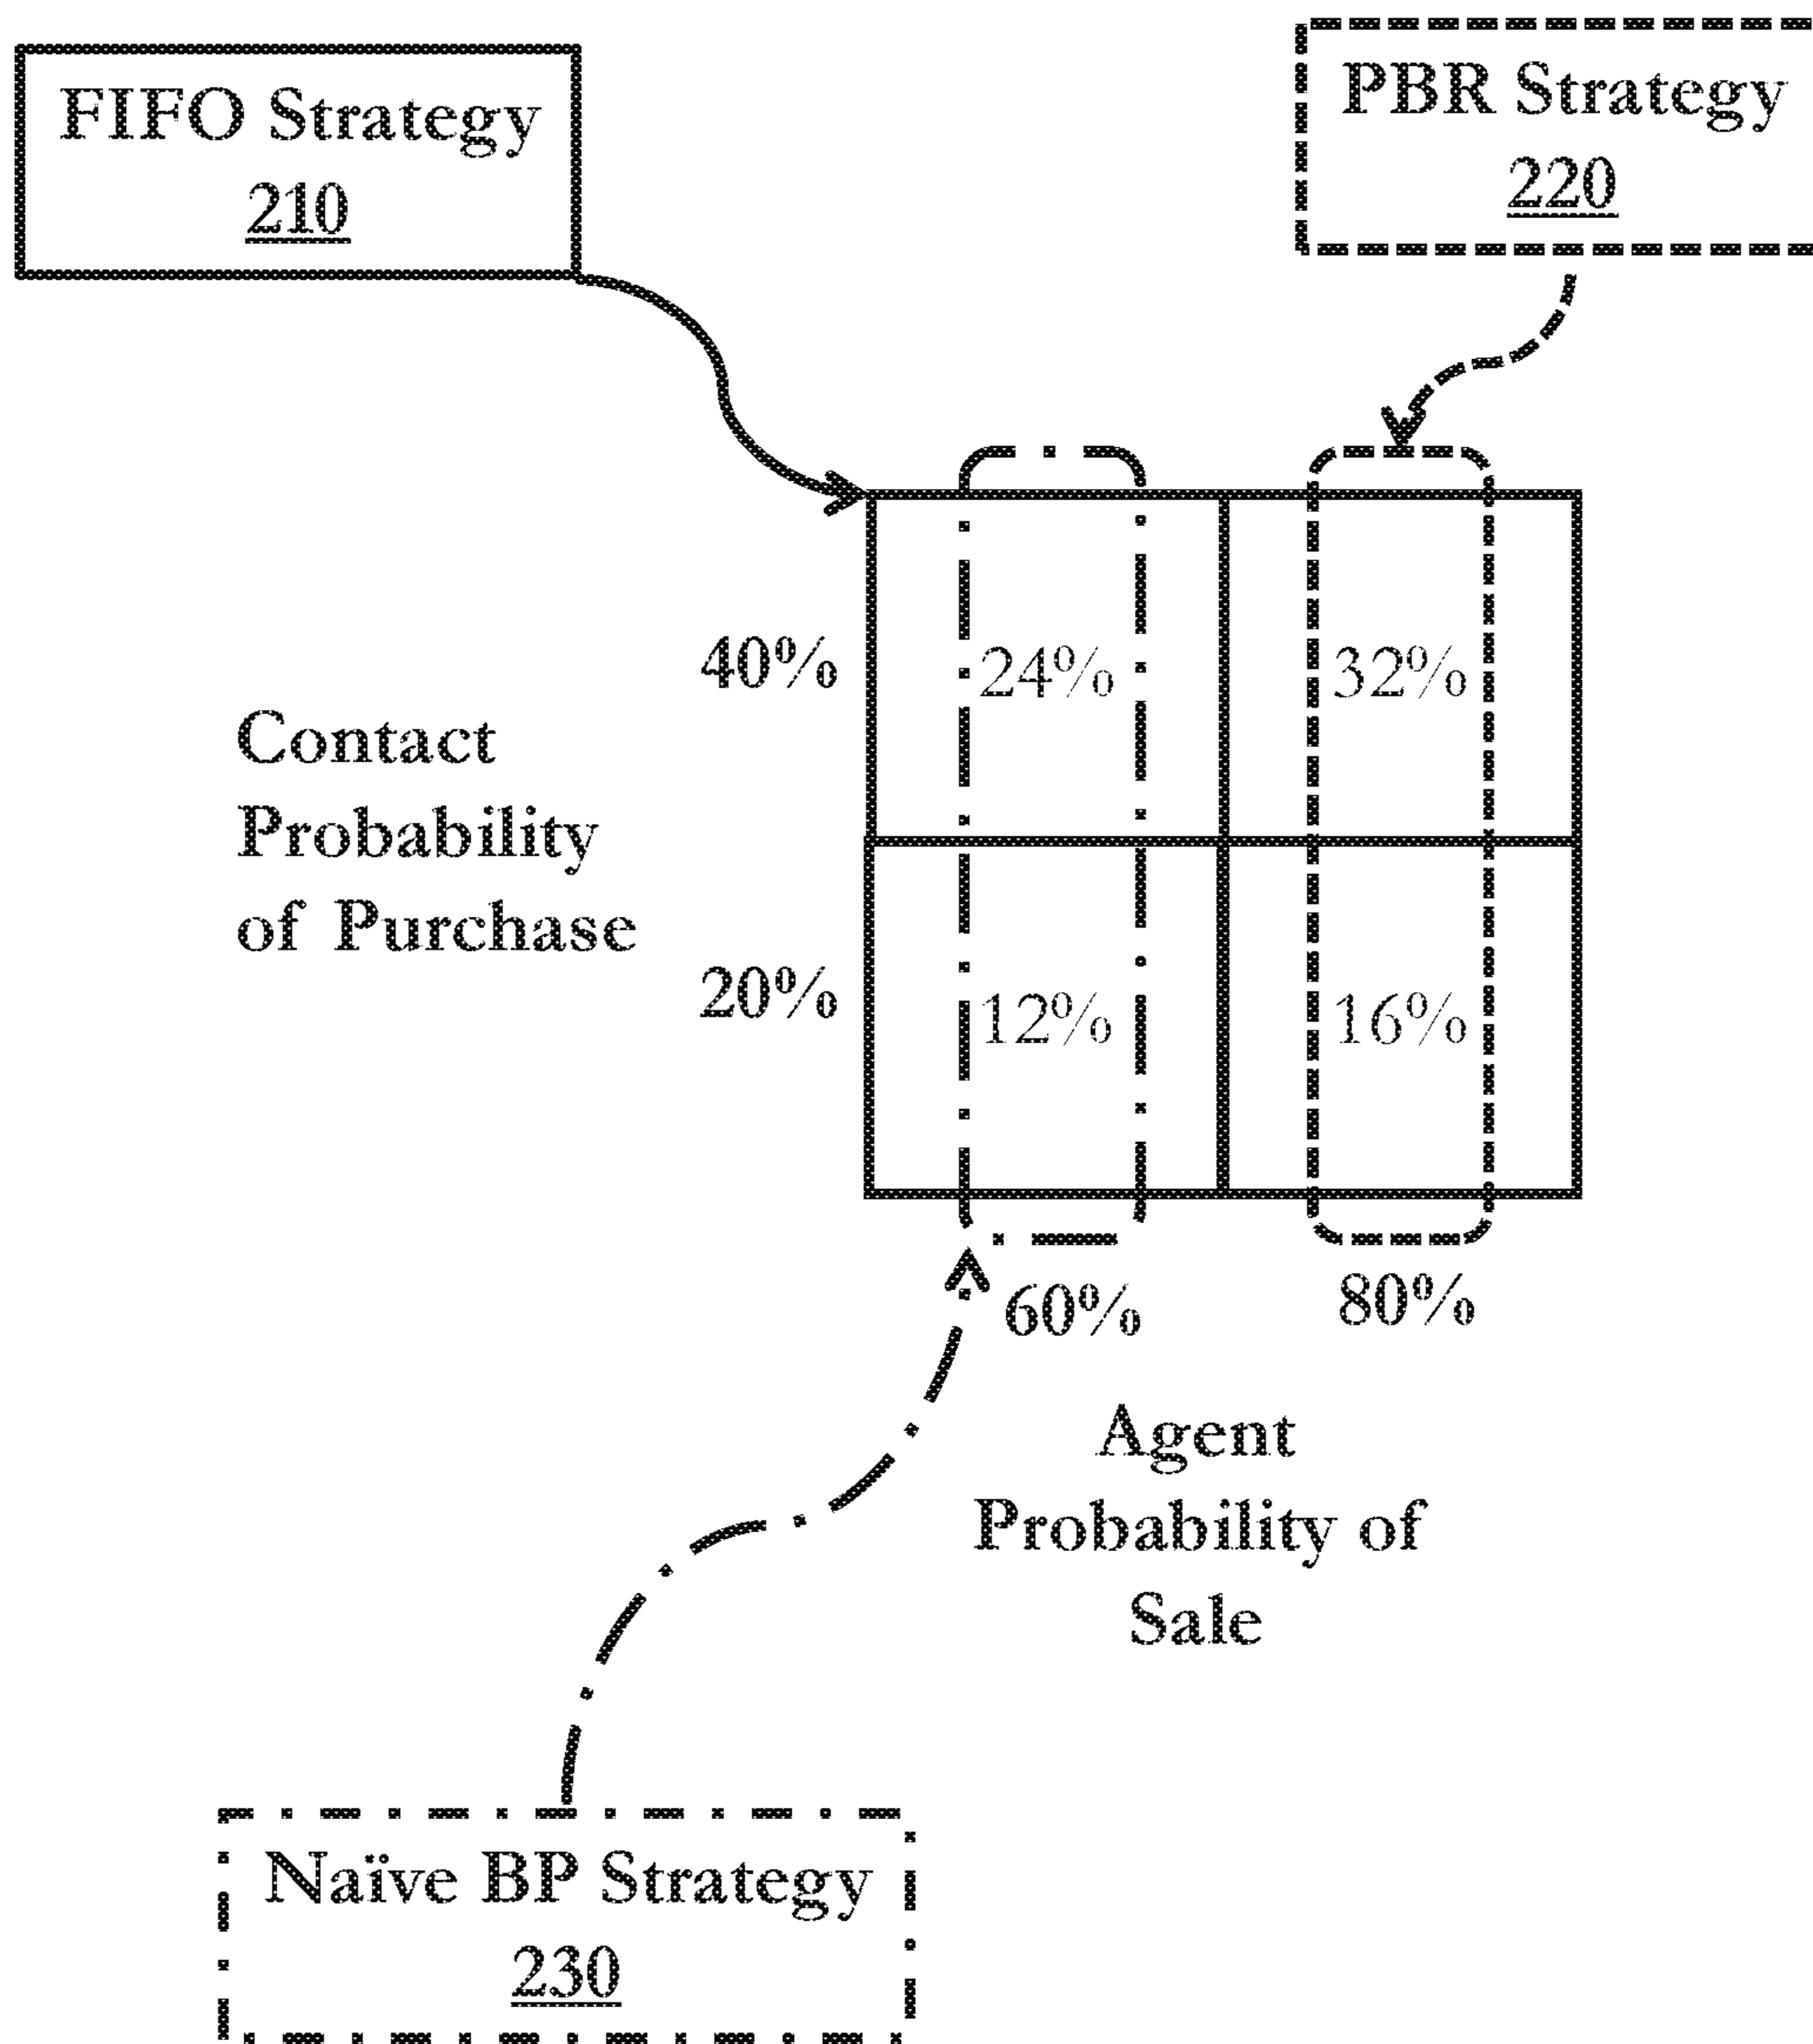 FIFO Strategy
210
PBR Strategy
220
40%
24%
32%
Contact
Probability
of Purchase
20%
12%
16%
60%
80%
Agent
Probability of
Sale
Naïve BP Strategy
230